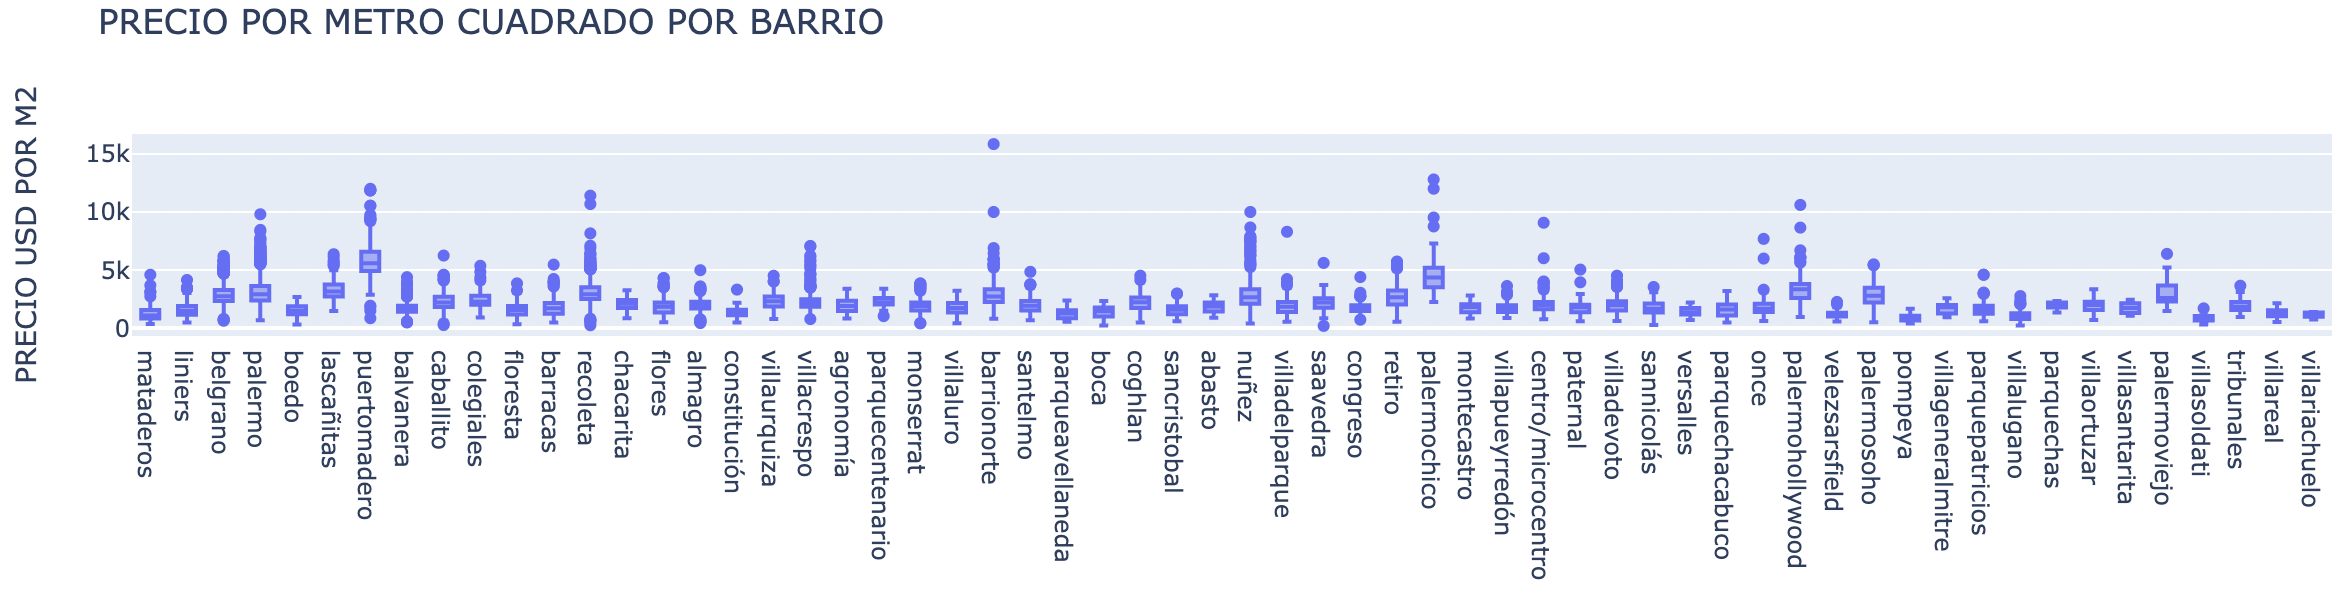 PRECIO POR METRO CUADRADO POR BARRIO
PRECIO USD POR M2
15k
10k
5k
0
mataderos
liniers
belgrano
palermo
boedo
lascañitas
puertomadero
balvanera
caballito
colegiales
floresta
barracas
recoleta
chacarita
flores
almagro
constitución
villaurquiza
villacrespo
agronomía
parquecentenario
monserrat
villaluro
barrionorte
santelmo
parqueavellaneda
boca
coghlan
sancristobal
abasto
nuñez
villadelparque
saavedra
congreso
retiro
palermochico
montecastro
villapueyrredón
centro/microcentro
paternal
villadevoto
sannicolás
versalles
parquechacabuco
once
palermohollywood
velezsarsfield
palermosoho
pompeya
villageneralmitre
parquepatricios
villalugano
parquechas
villaortuzar
villasantarita
palermoviejo
villasoldati
tribunales
villareal
villariachuelo